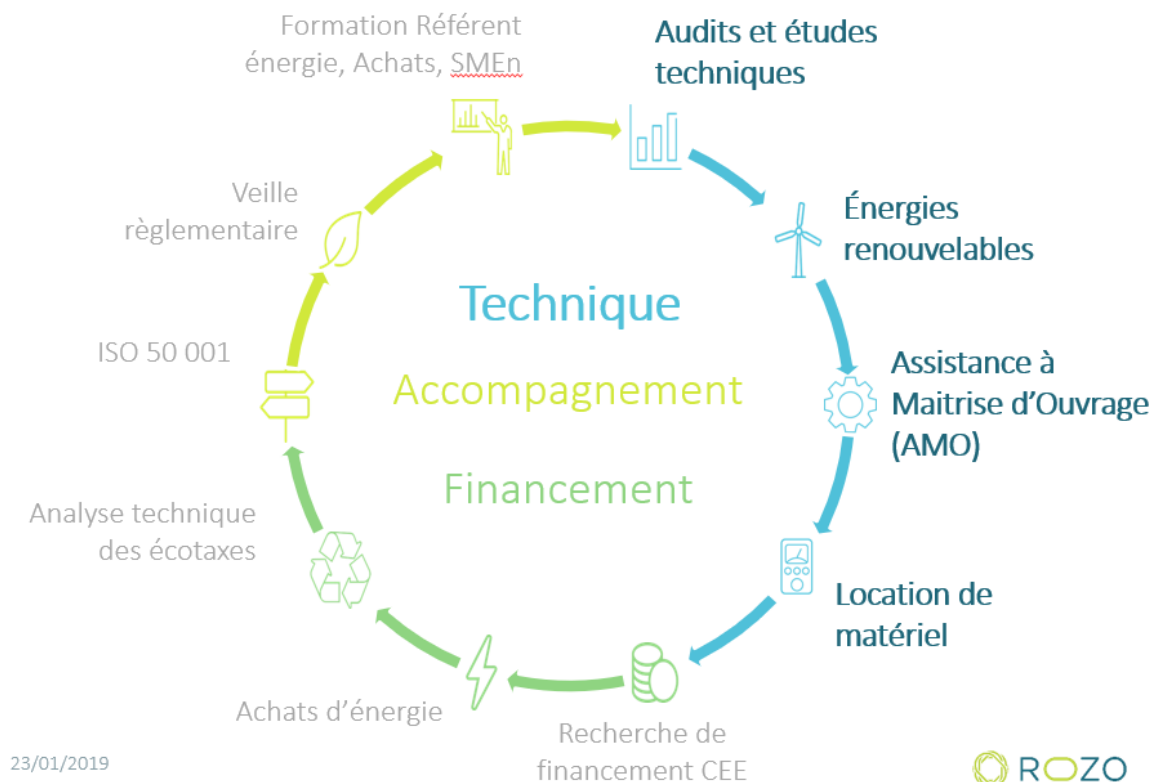 Formation Référent
énergie, Achats, SMEn
Audits et études
techniques
Veille
règlementaire
Énergies
renouvelables
Technique
ISO 50 001
Accompagnement
Assistance à
Maitrise d’Ouvrage
(AMO)
Financement
Analyse technique
des écotaxes
Location de
matériel
Achats d’énergie
Recherche de
financement CEE
23/01/2019
ROZO